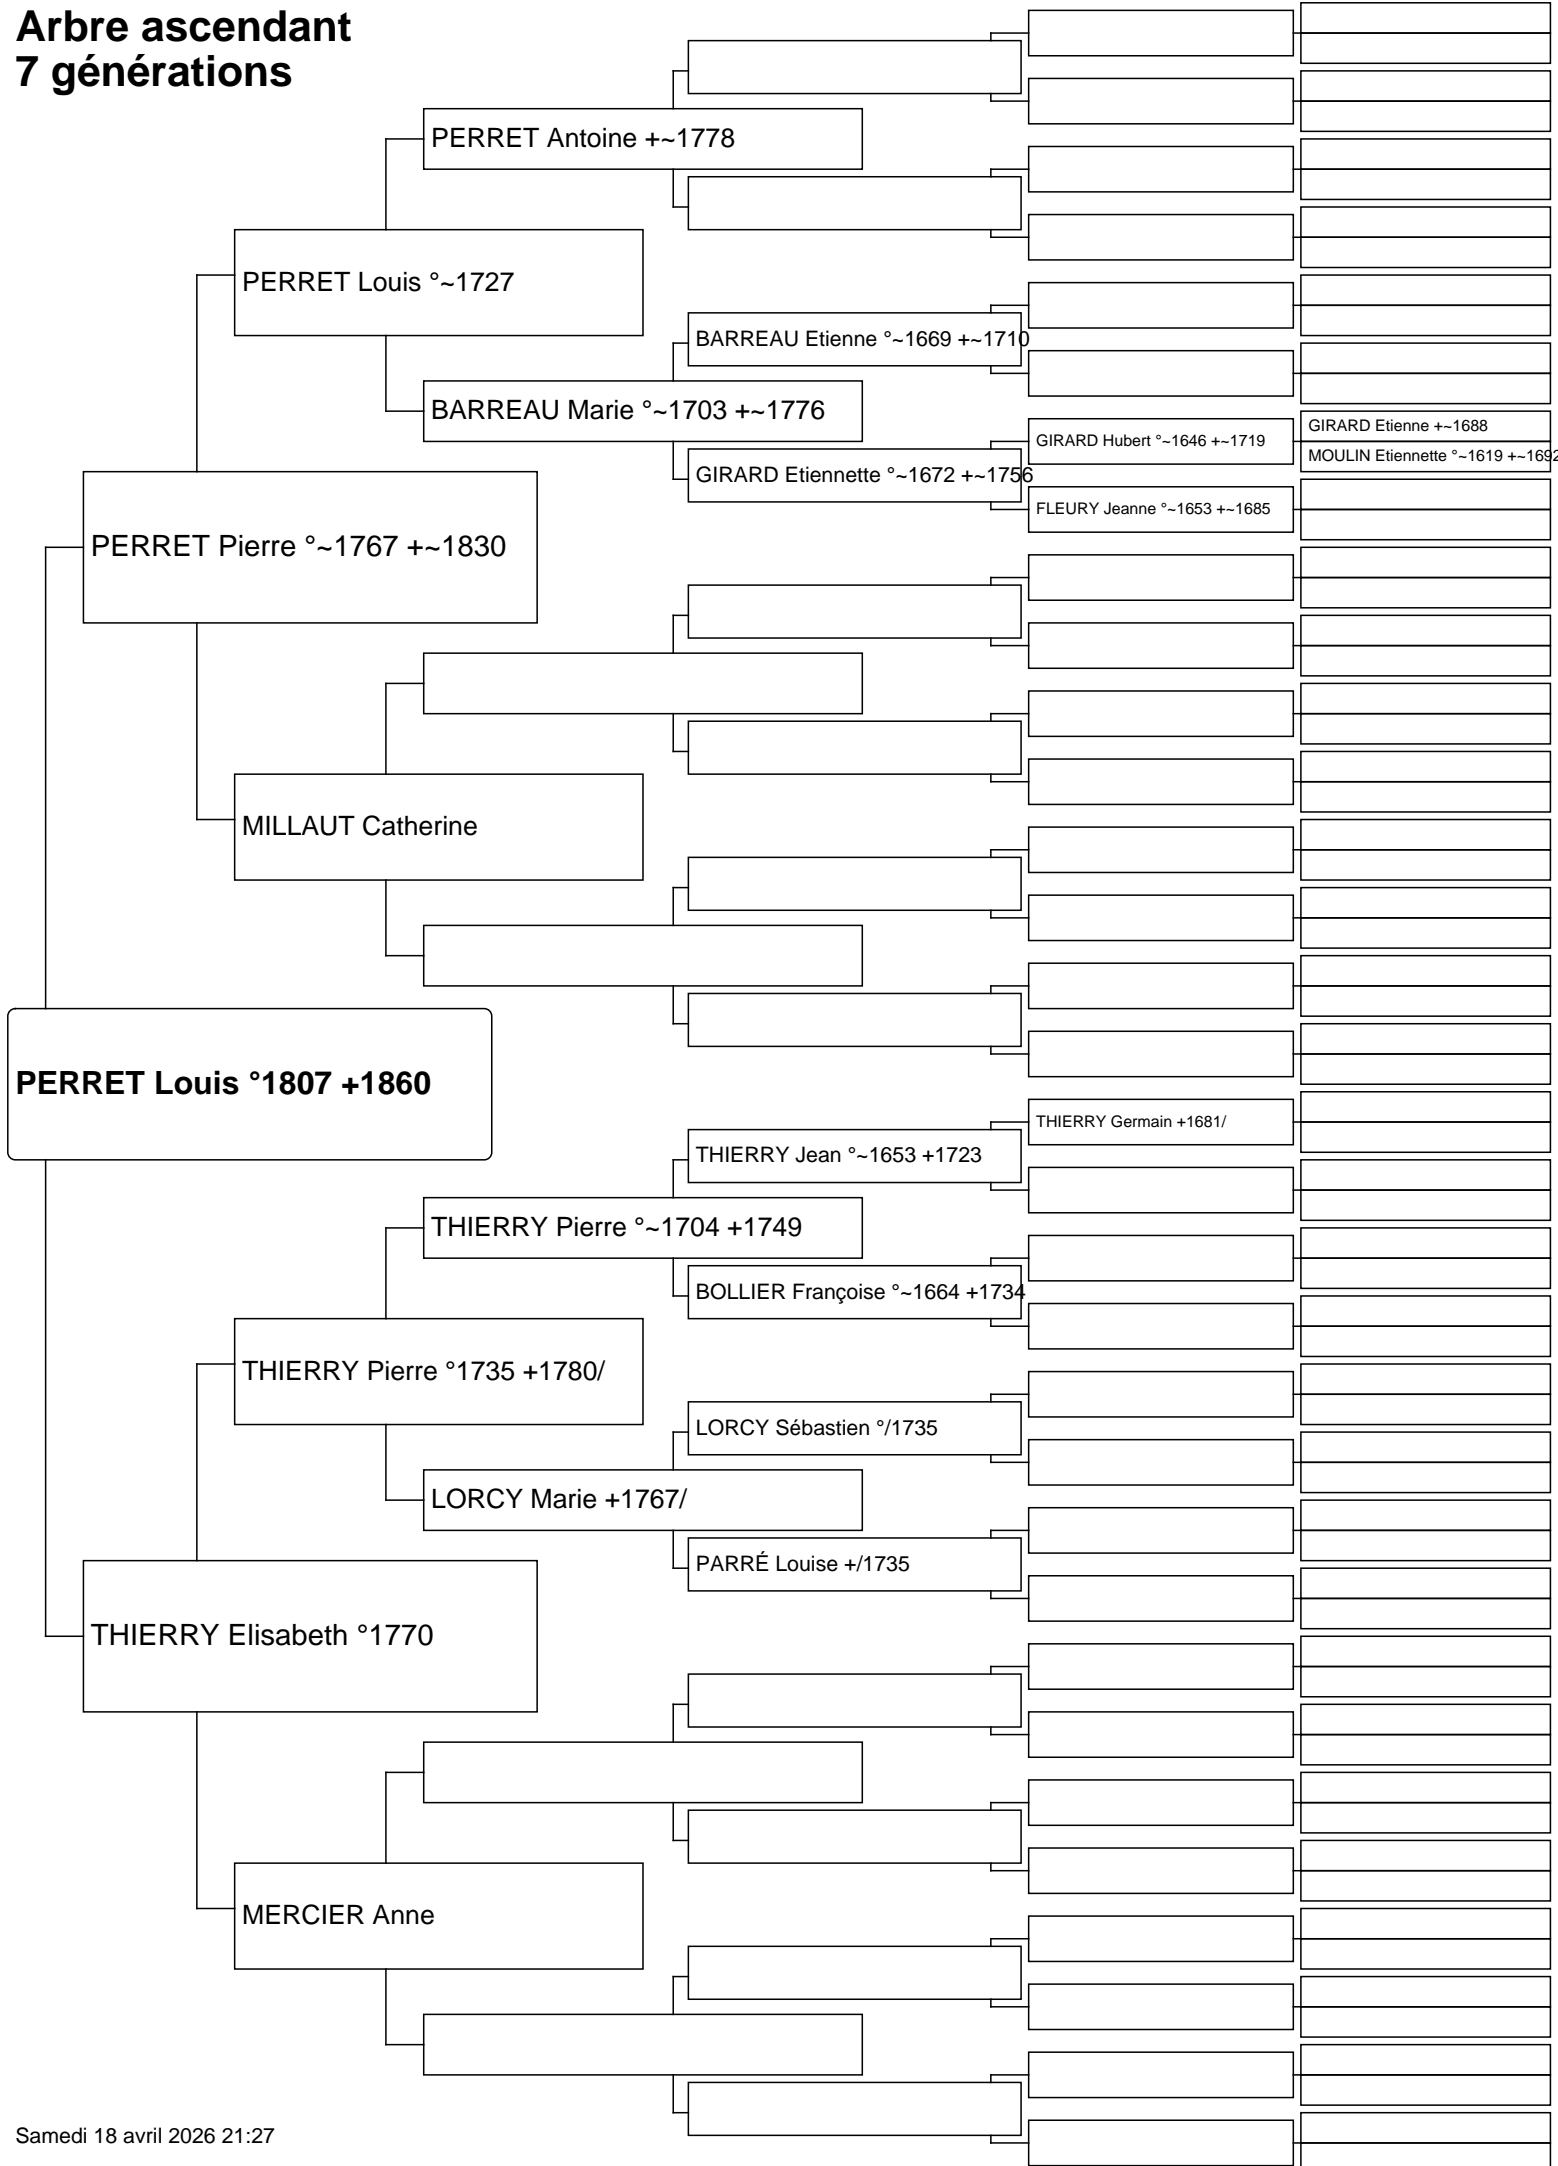 Arbre ascendant
7 générations
PERRET Antoine +~1778
PERRET Louis °~1727
BARREAU Etienne °~1669 +~1710
BARREAU Marie °~1703 +~1776
GIRARD Etienne +~1688
GIRARD Hubert °~1646 +~1719
MOULIN Etiennette °~1619 +~1692
GIRARD Etiennette °~1672 +~1756
FLEURY Jeanne °~1653 +~1685
PERRET Pierre °~1767 +~1830
MILLAUT Catherine
PERRET Louis °1807 +1860
THIERRY Germain +1681/
THIERRY Jean °~1653 +1723
THIERRY Pierre °~1704 +1749
BOLLIER Françoise °~1664 +1734
THIERRY Pierre °1735 +1780/
LORCY Sébastien °/1735
LORCY Marie +1767/
PARRÉ Louise +/1735
THIERRY Elisabeth °1770
MERCIER Anne
Samedi 18 avril 2026 21:27